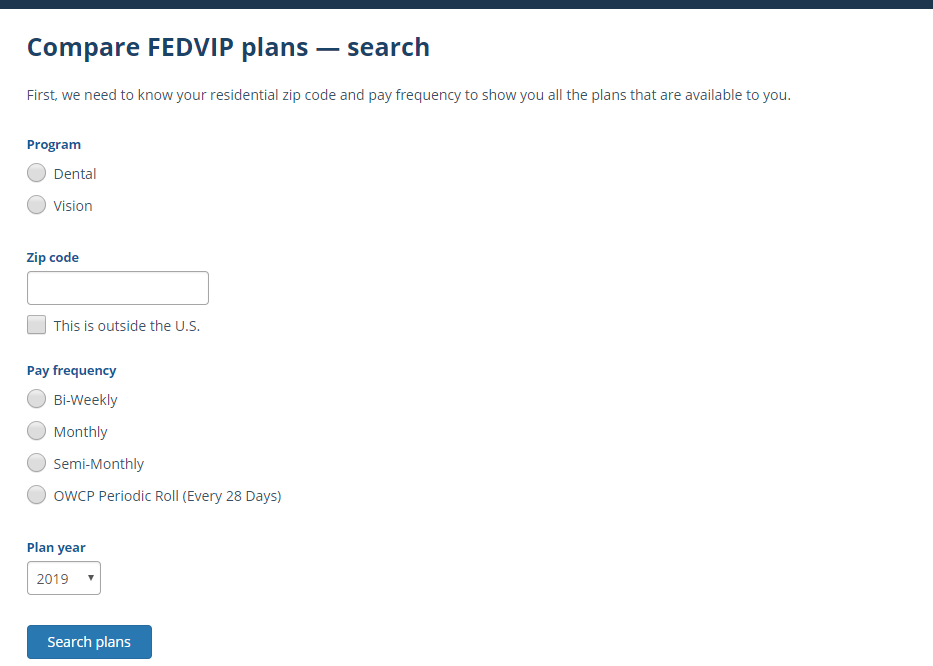 Compare FEDVIP plans — search
First, we need to know your residential zip code and pay frequency to show you all the plans that are available to you.
Program
Dental
Vision
Zip code
This is outside the U.S.
Pay frequency
Bi-Weekly
Monthly
Semi-Monthly
OWCP Periodic Roll (Every 28 Days)
Plan year
2019
Search plans